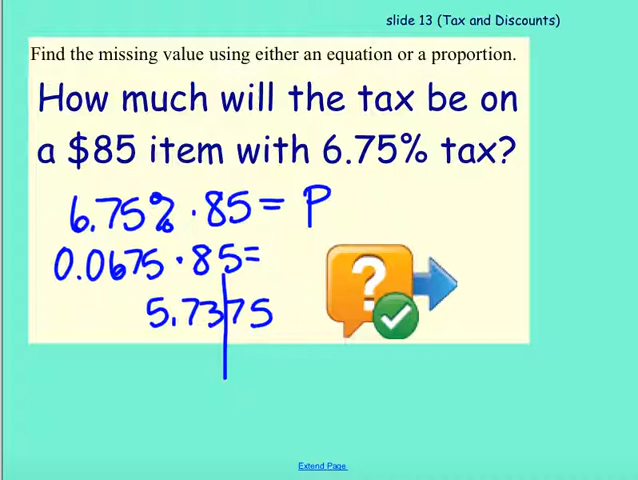 slide 13 (Tax and Discounts)
Find the missing value using either an equation or a proportion.
How much will the tax be on
a $85 item with 6.75% tax?
6.75% · 85 = P
0.0675 · 85 =
5.7375
?
Extend Page